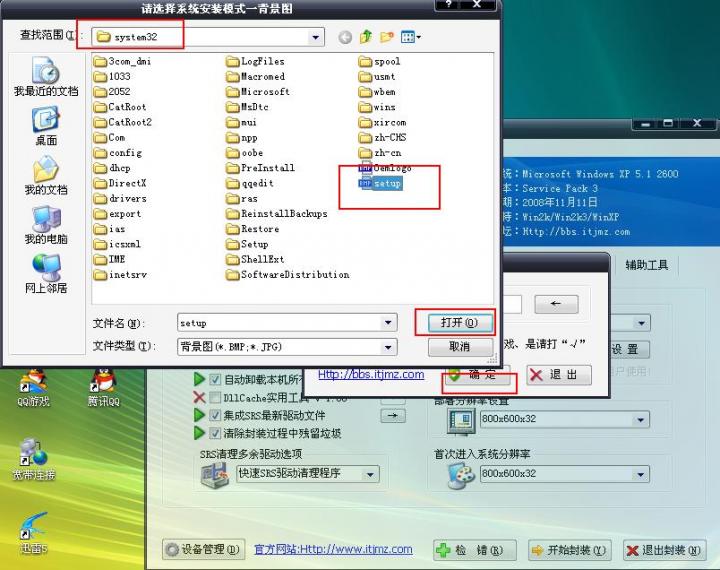 请选择系统安装模式一背景图
查找范围(I):
system32
我最近的文档
桌面
我的文档
我的电脑
网上邻居
3com_dmi
1033
2052
CatRoot
CatRoot2
Com
config
dhcp
DirectX
drivers
export
ias
icsxml
IME
inetsrv
LogFiles
Macromed
Microsoft
MsDtc
mui
npp
oobe
PreInstall
qqedit
ras
ReinstallBackups
Restore
Setup
ShellExt
SoftwareDistribution
spool
usmt
wbem
wins
xircom
zh-CHS
zh-cn
Oemlogo
setup
文件名(N):
setup
打开(O)
文件类型(T):
背景图(*.BMP;*.JPG)
取消
统：Microsoft Windows XP 5.1 2600
本：Service Pack 3
期：2008年11月11日
持：Win2k/Win2k3/WinXP
坛：Http://bbs.itjmz.com
辅助工具
戏、是请打“√”
设 置
户使用!
Http://bbs.itjmz.com
确 定
退 出
自动卸载本机所
DllCache实用工具 V 1.00
集成SRS最新驱动文件
清除封装过程中残留垃圾
部署分辨率设置
800x600x32
SRS清理多余驱动选项
快速SRS驱动清理程序
首次进入系统分辨率
800x600x32
设备管理(D)
官方网站:Http://www.itjmz.com
检 错(R)
开始封装(Y)
退出封装(X)
QQ游戏
腾讯QQ
宽带连接
迅雷5